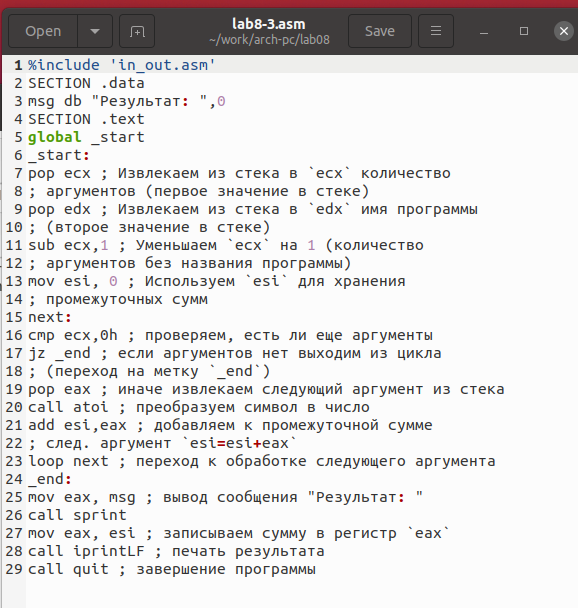 Open
lab8-3.asm
~/work/arch-pc/lab08
Save
1 %include 'in_out.asm'
2 SECTION .data
3 msg db "Результат: ",0
4 SECTION .text
5 global _start
6 _start:
7 pop ecx ; Извлекаем из стека в `ecx` количество
8 ; аргументов (первое значение в стеке)
9 pop edx ; Извлекаем из стека в `edx` имя программы
10 ; (второе значение в стеке)
11 sub ecx,1 ; Уменьшаем `ecx` на 1 (количество
12 ; аргументов без названия программы)
13 mov esi, 0 ; Используем `esi` для хранения
14 ; промежуточных сумм
15 next:
16 cmp ecx,0h ; проверяем, есть ли еще аргументы
17 jz _end ; если аргументов нет выходим из цикла
18 ; (переход на метку `_end`)
19 pop eax ; иначе извлекаем следующий аргумент из стека
20 call atoi ; преобразуем символ в число
21 add esi,eax ; добавляем к промежуточной сумме
22 ; след. аргумент `esi=esi+eax`
23 loop next ; переход к обработке следующего аргумента
24 _end:
25 mov eax, msg ; вывод сообщения "Результат: "
26 call sprint
27 mov eax, esi ; записываем сумму в регистр `eax`
28 call iprintLF ; печать результата
29 call quit ; завершение программы